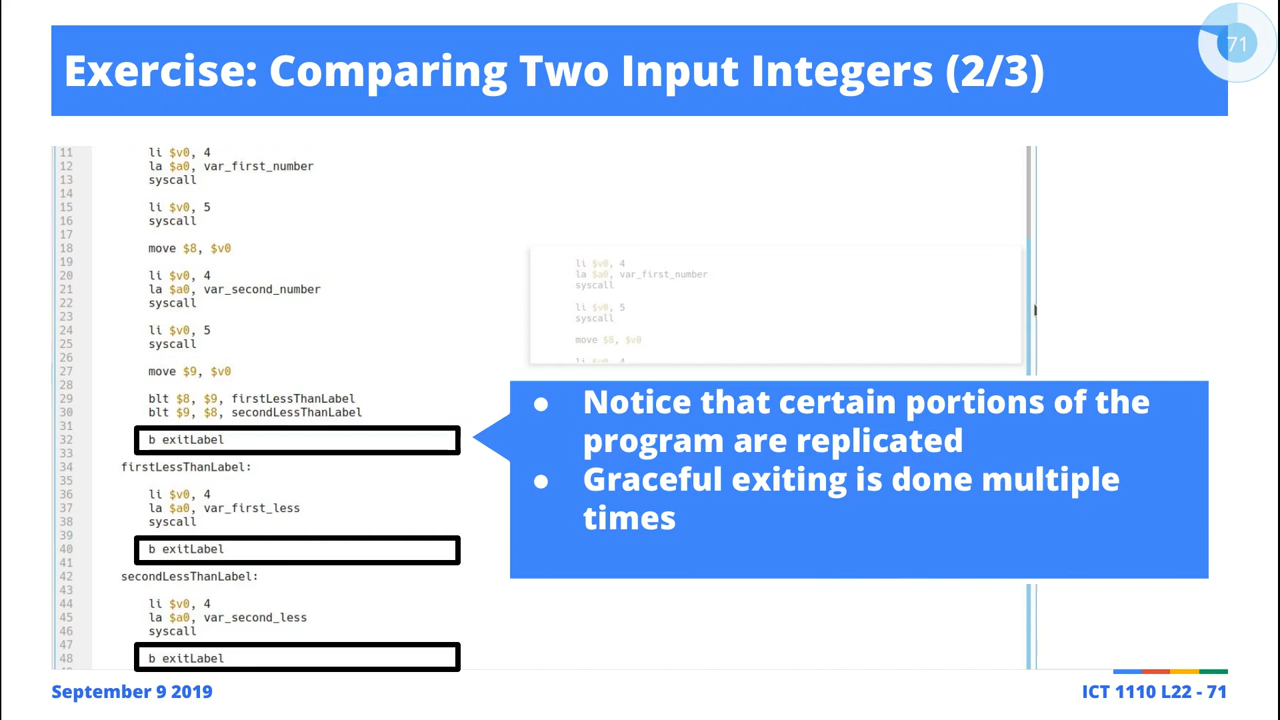 71
Exercise: Comparing Two Input Integers (2/3)
11 li $v0, 4
12 la $a0, var_first_number
13 syscall
14
15 li $v0, 5
16 syscall
17
18 move $8, $v0
19
20 li $v0, 4
21 la $a0, var_second_number
22 syscall
23
24 li $v0, 5
25 syscall
26
27 move $9, $v0
28
29 blt $8, $9, firstLessThanLabel
30 blt $9, $8, secondLessThanLabel
31
32 b exitLabel
33
34 firstLessThanLabel:
35
36 li $v0, 4
37 la $a0, var_first_less
38 syscall
39
40 b exitLabel
41
42 secondLessThanLabel:
43
44 li $v0, 4
45 la $a0, var_second_less
46 syscall
47
48 b exitLabel
li $v0, 4
la $a0, var_first_number
syscall
li $v0, 5
syscall
move $8, $v0
li $v0, 4
● Notice that certain portions of the
program are replicated
● Graceful exiting is done multiple
times
September 9 2019
ICT 1110 L22 - 71